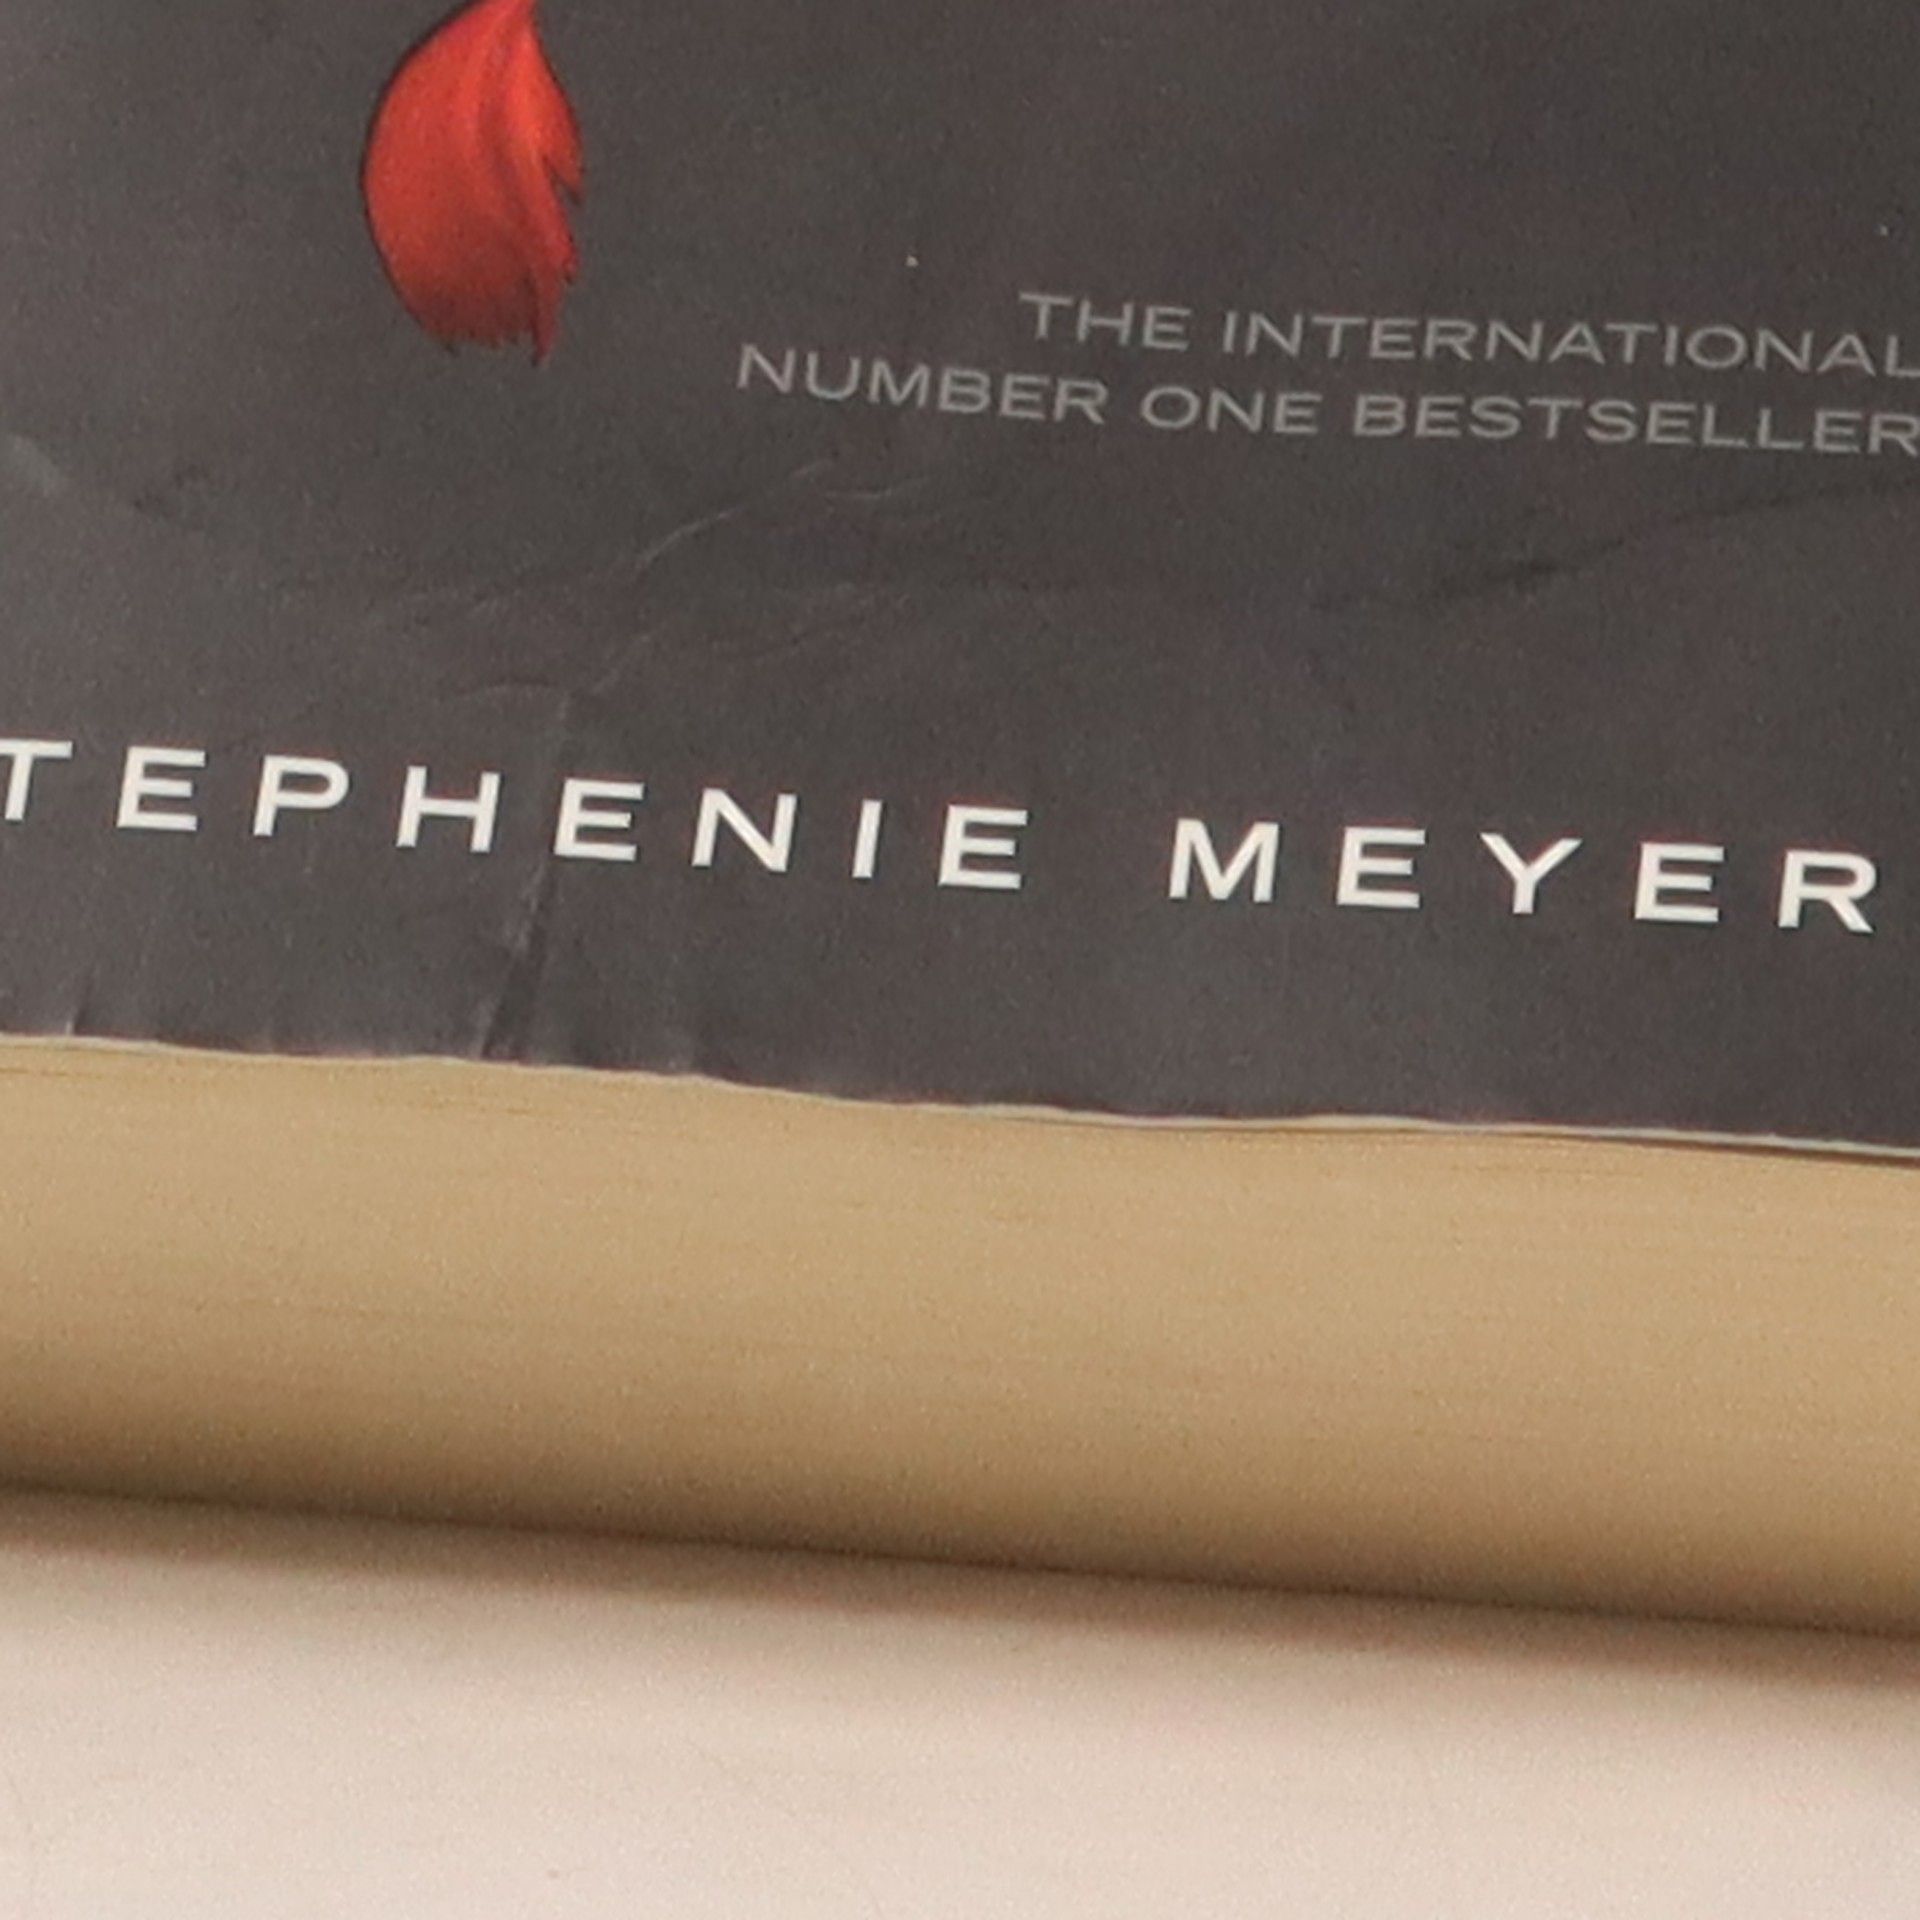 THE INTERNATIONAL
NUMBER ONE BESTSELLER
TEPHENIE MEYER